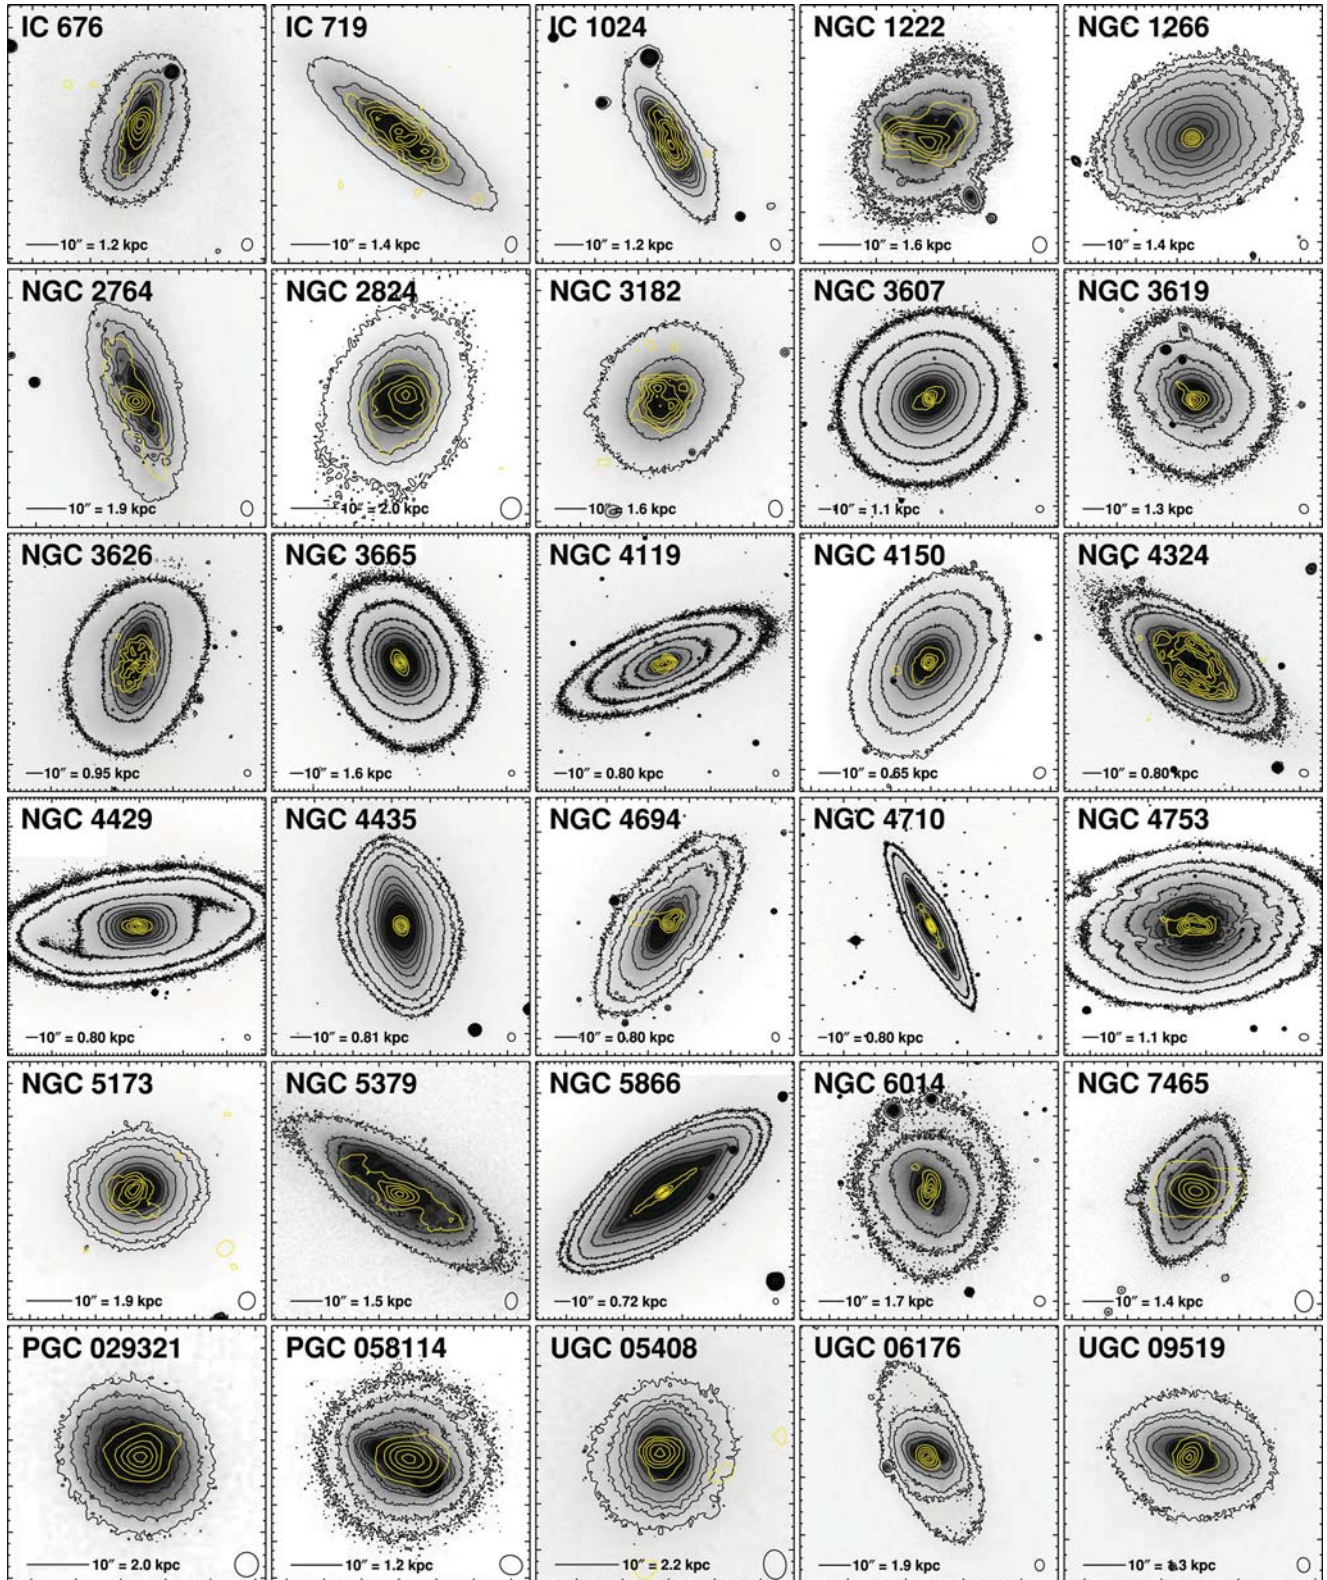 IC 676
IC 719
IC 1024
NGC 1222
NGC 1266
10″ = 1.2 kpc
10″ = 1.4 kpc
10″ = 1.2 kpc
10″ = 1.6 kpc
10″ = 1.4 kpc
NGC 2764
NGC 2824
NGC 3182
NGC 3607
NGC 3619
10″ = 1.9 kpc
10″ = 2.0 kpc
10″ = 1.6 kpc
10″ = 1.1 kpc
10″ = 1.3 kpc
NGC 3626
NGC 3665
NGC 4119
NGC 4150
NGC 4324
10″ = 0.95 kpc
10″ = 1.6 kpc
10″ = 0.80 kpc
10″ = 0.65 kpc
10″ = 0.80 kpc
NGC 4429
NGC 4435
NGC 4694
NGC 4710
NGC 4753
10″ = 0.80 kpc
10″ = 0.81 kpc
10″ = 0.80 kpc
10″ = 0.80 kpc
10″ = 1.1 kpc
NGC 5173
NGC 5379
NGC 5866
NGC 6014
NGC 7465
10″ = 1.9 kpc
10″ = 1.5 kpc
10″ = 0.72 kpc
10″ = 1.7 kpc
10″ = 1.4 kpc
PGC 029321
PGC 058114
UGC 05408
UGC 06176
UGC 09519
10″ = 2.0 kpc
10″ = 1.2 kpc
10″ = 2.2 kpc
10″ = 1.9 kpc
10″ = 1.3 kpc